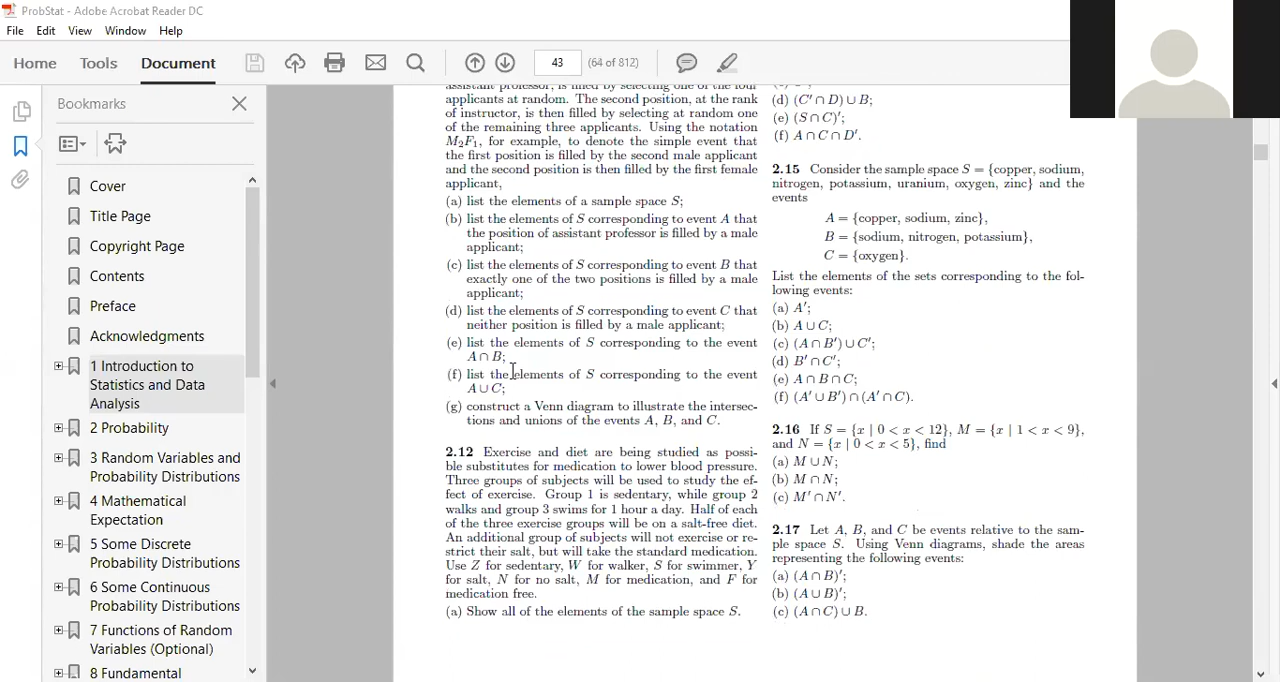 ProbStat - Adobe Acrobat Reader DC
File Edit View Window Help
Home Tools Document 43 (64 of 812)
Bookmarks
Cover
Title Page
Copyright Page
Contents
Preface
Acknowledgments
1 Introduction to
Statistics and Data
Analysis
2 Probability
3 Random Variables and
Probability Distributions
4 Mathematical
Expectation
5 Some Discrete
Probability Distributions
6 Some Continuous
Probability Distributions
7 Functions of Random
Variables (Optional)
8 Fundamental
assistant professor, is filled by selecting one of the four
applicants at random. The second position, at the rank
of instructor, is then filled by selecting at random one
of the remaining three applicants. Using the notation
M₂F₁, for example, to denote the simple event that
the first position is filled by the second male applicant
and the second position is then filled by the first female
applicant,
(a) list the elements of a sample space S;
(b) list the elements of S corresponding to event A that
the position of assistant professor is filled by a male
applicant;
(c) list the elements of S corresponding to event B that
exactly one of the two positions is filled by a male
applicant;
(d) list the elements of S corresponding to event C that
neither position is filled by a male applicant;
(e) list the elements of S corresponding to the event
A ∩ B;
(f) list the elements of S corresponding to the event
A ∪ C;
(g) construct a Venn diagram to illustrate the intersec-
tions and unions of the events A, B, and C.
2.12 Exercise and diet are being studied as possi-
ble substitutes for medication to lower blood pressure.
Three groups of subjects will be used to study the ef-
fect of exercise. Group 1 is sedentary, while group 2
walks and group 3 swims for 1 hour a day. Half of each
of the three exercise groups will be on a salt-free diet.
An additional group of subjects will not exercise or re-
strict their salt, but will take the standard medication.
Use Z for sedentary, W for walker, S for swimmer, Y
for salt, N for no salt, M for medication, and F for
medication free.
(a) Show all of the elements of the sample space S.
(d) (C′ ∩ D) ∪ B;
(e) (S ∩ C)′;
(f) A ∩ C ∩ D′.
2.15 Consider the sample space S = {copper, sodium,
nitrogen, potassium, uranium, oxygen, zinc} and the
events
A = {copper, sodium, zinc},
B = {sodium, nitrogen, potassium},
C = {oxygen}.
List the elements of the sets corresponding to the fol-
lowing events:
(a) A′;
(b) A ∪ C;
(c) (A ∩ B′) ∪ C′;
(d) B′ ∩ C′;
(e) A ∩ B ∩ C;
(f) (A′ ∪ B′) ∩ (A′ ∩ C).
2.16 If S = {x | 0 < x < 12}, M = {x | 1 < x < 9},
and N = {x | 0 < x < 5}, find
(a) M ∪ N;
(b) M ∩ N;
(c) M′ ∩ N′.
2.17 Let A, B, and C be events relative to the sam-
ple space S. Using Venn diagrams, shade the areas
representing the following events:
(a) (A ∩ B)′;
(b) (A ∪ B)′;
(c) (A ∩ C) ∪ B.